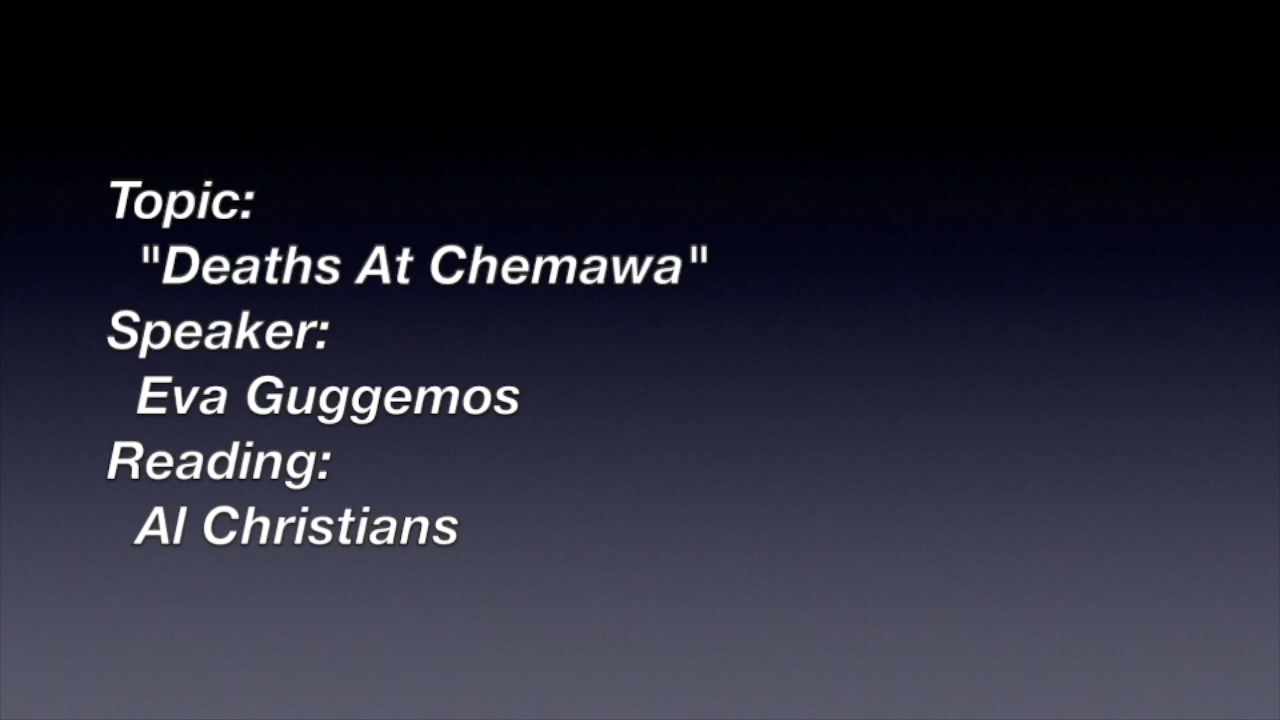 Topic:
"Deaths At Chemawa"
Speaker:
Eva Guggemos
Reading:
Al Christians